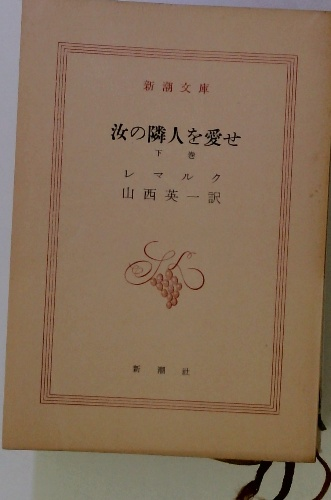 新潮文庫
汝の隣人を愛せ
下巻
レマルク
山西英一訳
新潮社